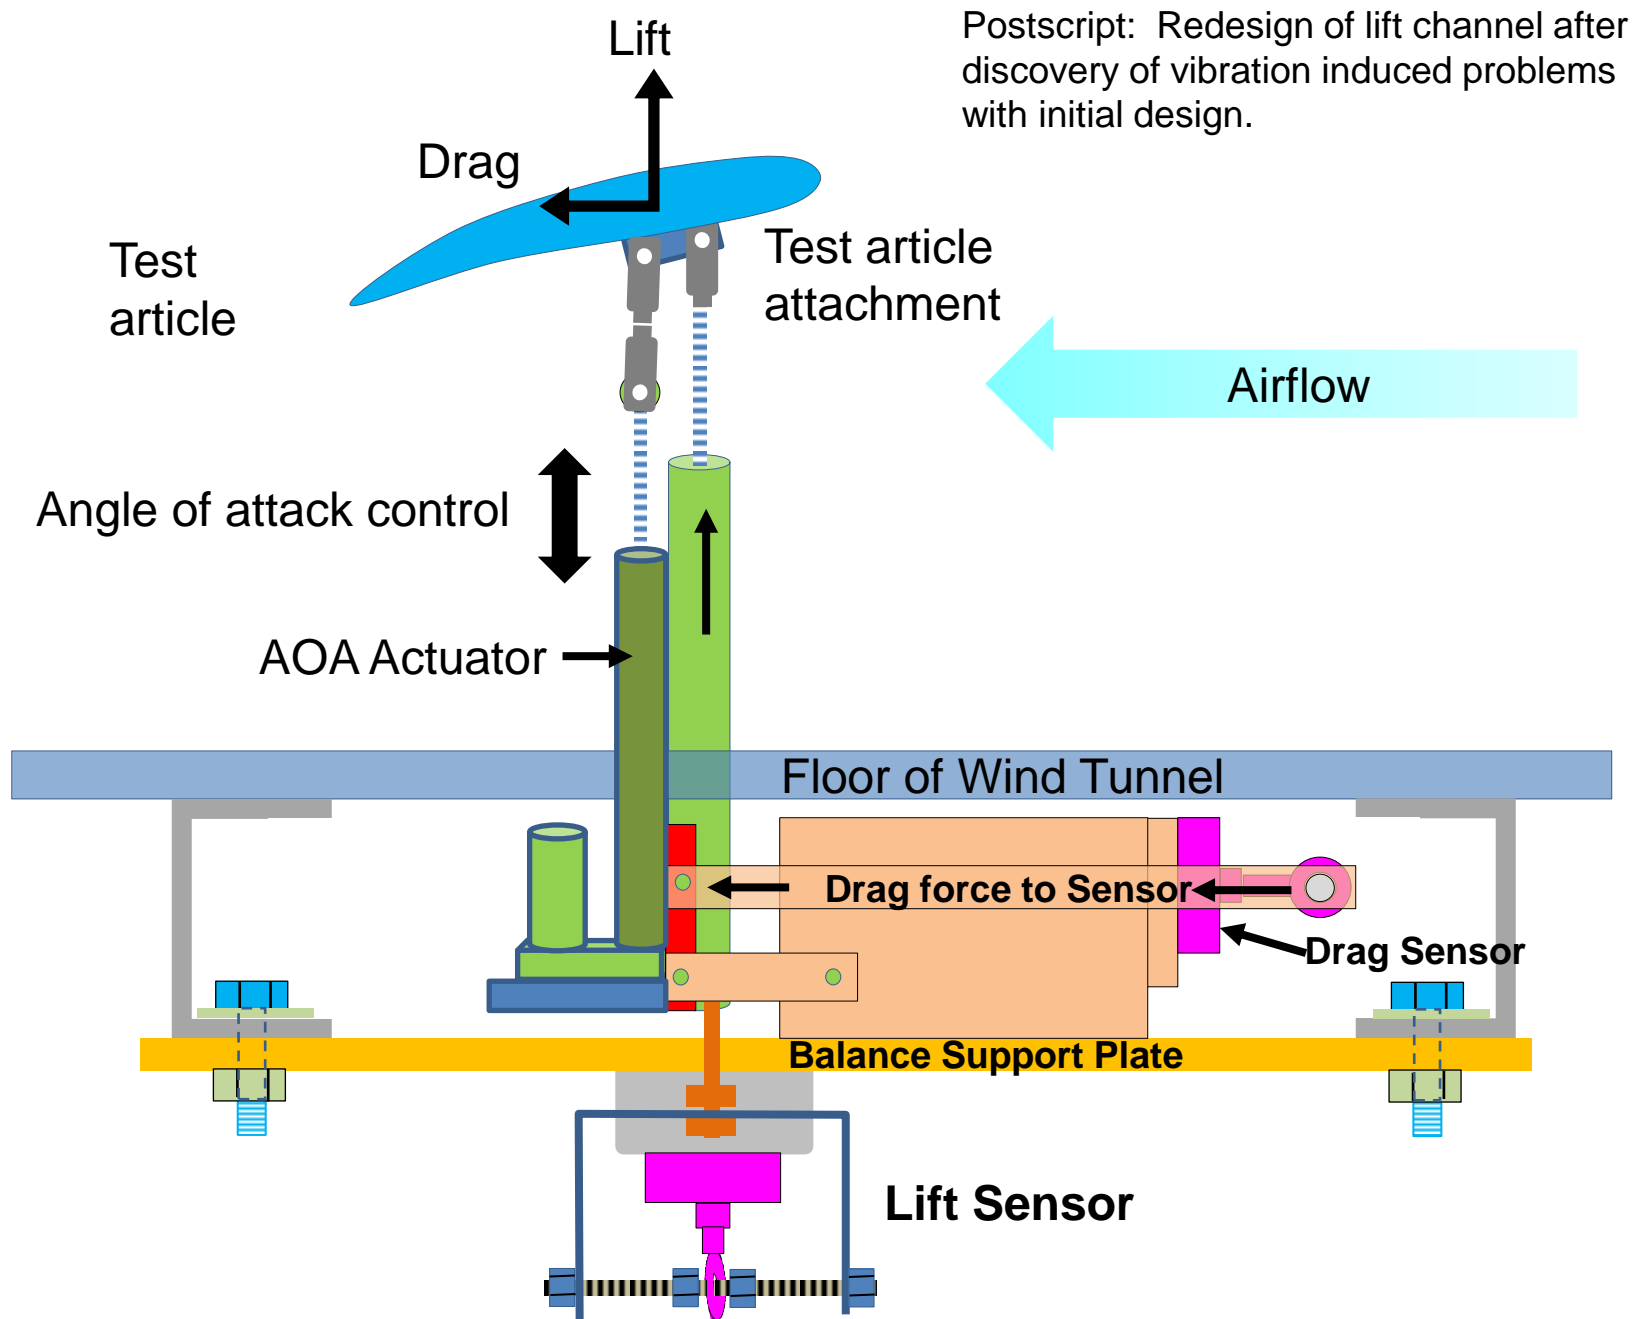 Postscript:  Redesign of lift channel after
discovery of vibration induced problems
with initial design.
Lift
Drag
Test
article
Test article
attachment
Airflow
Angle of attack control
AOA Actuator
Floor of Wind Tunnel
Drag force to Sensor
Drag Sensor
Balance Support Plate
Lift Sensor